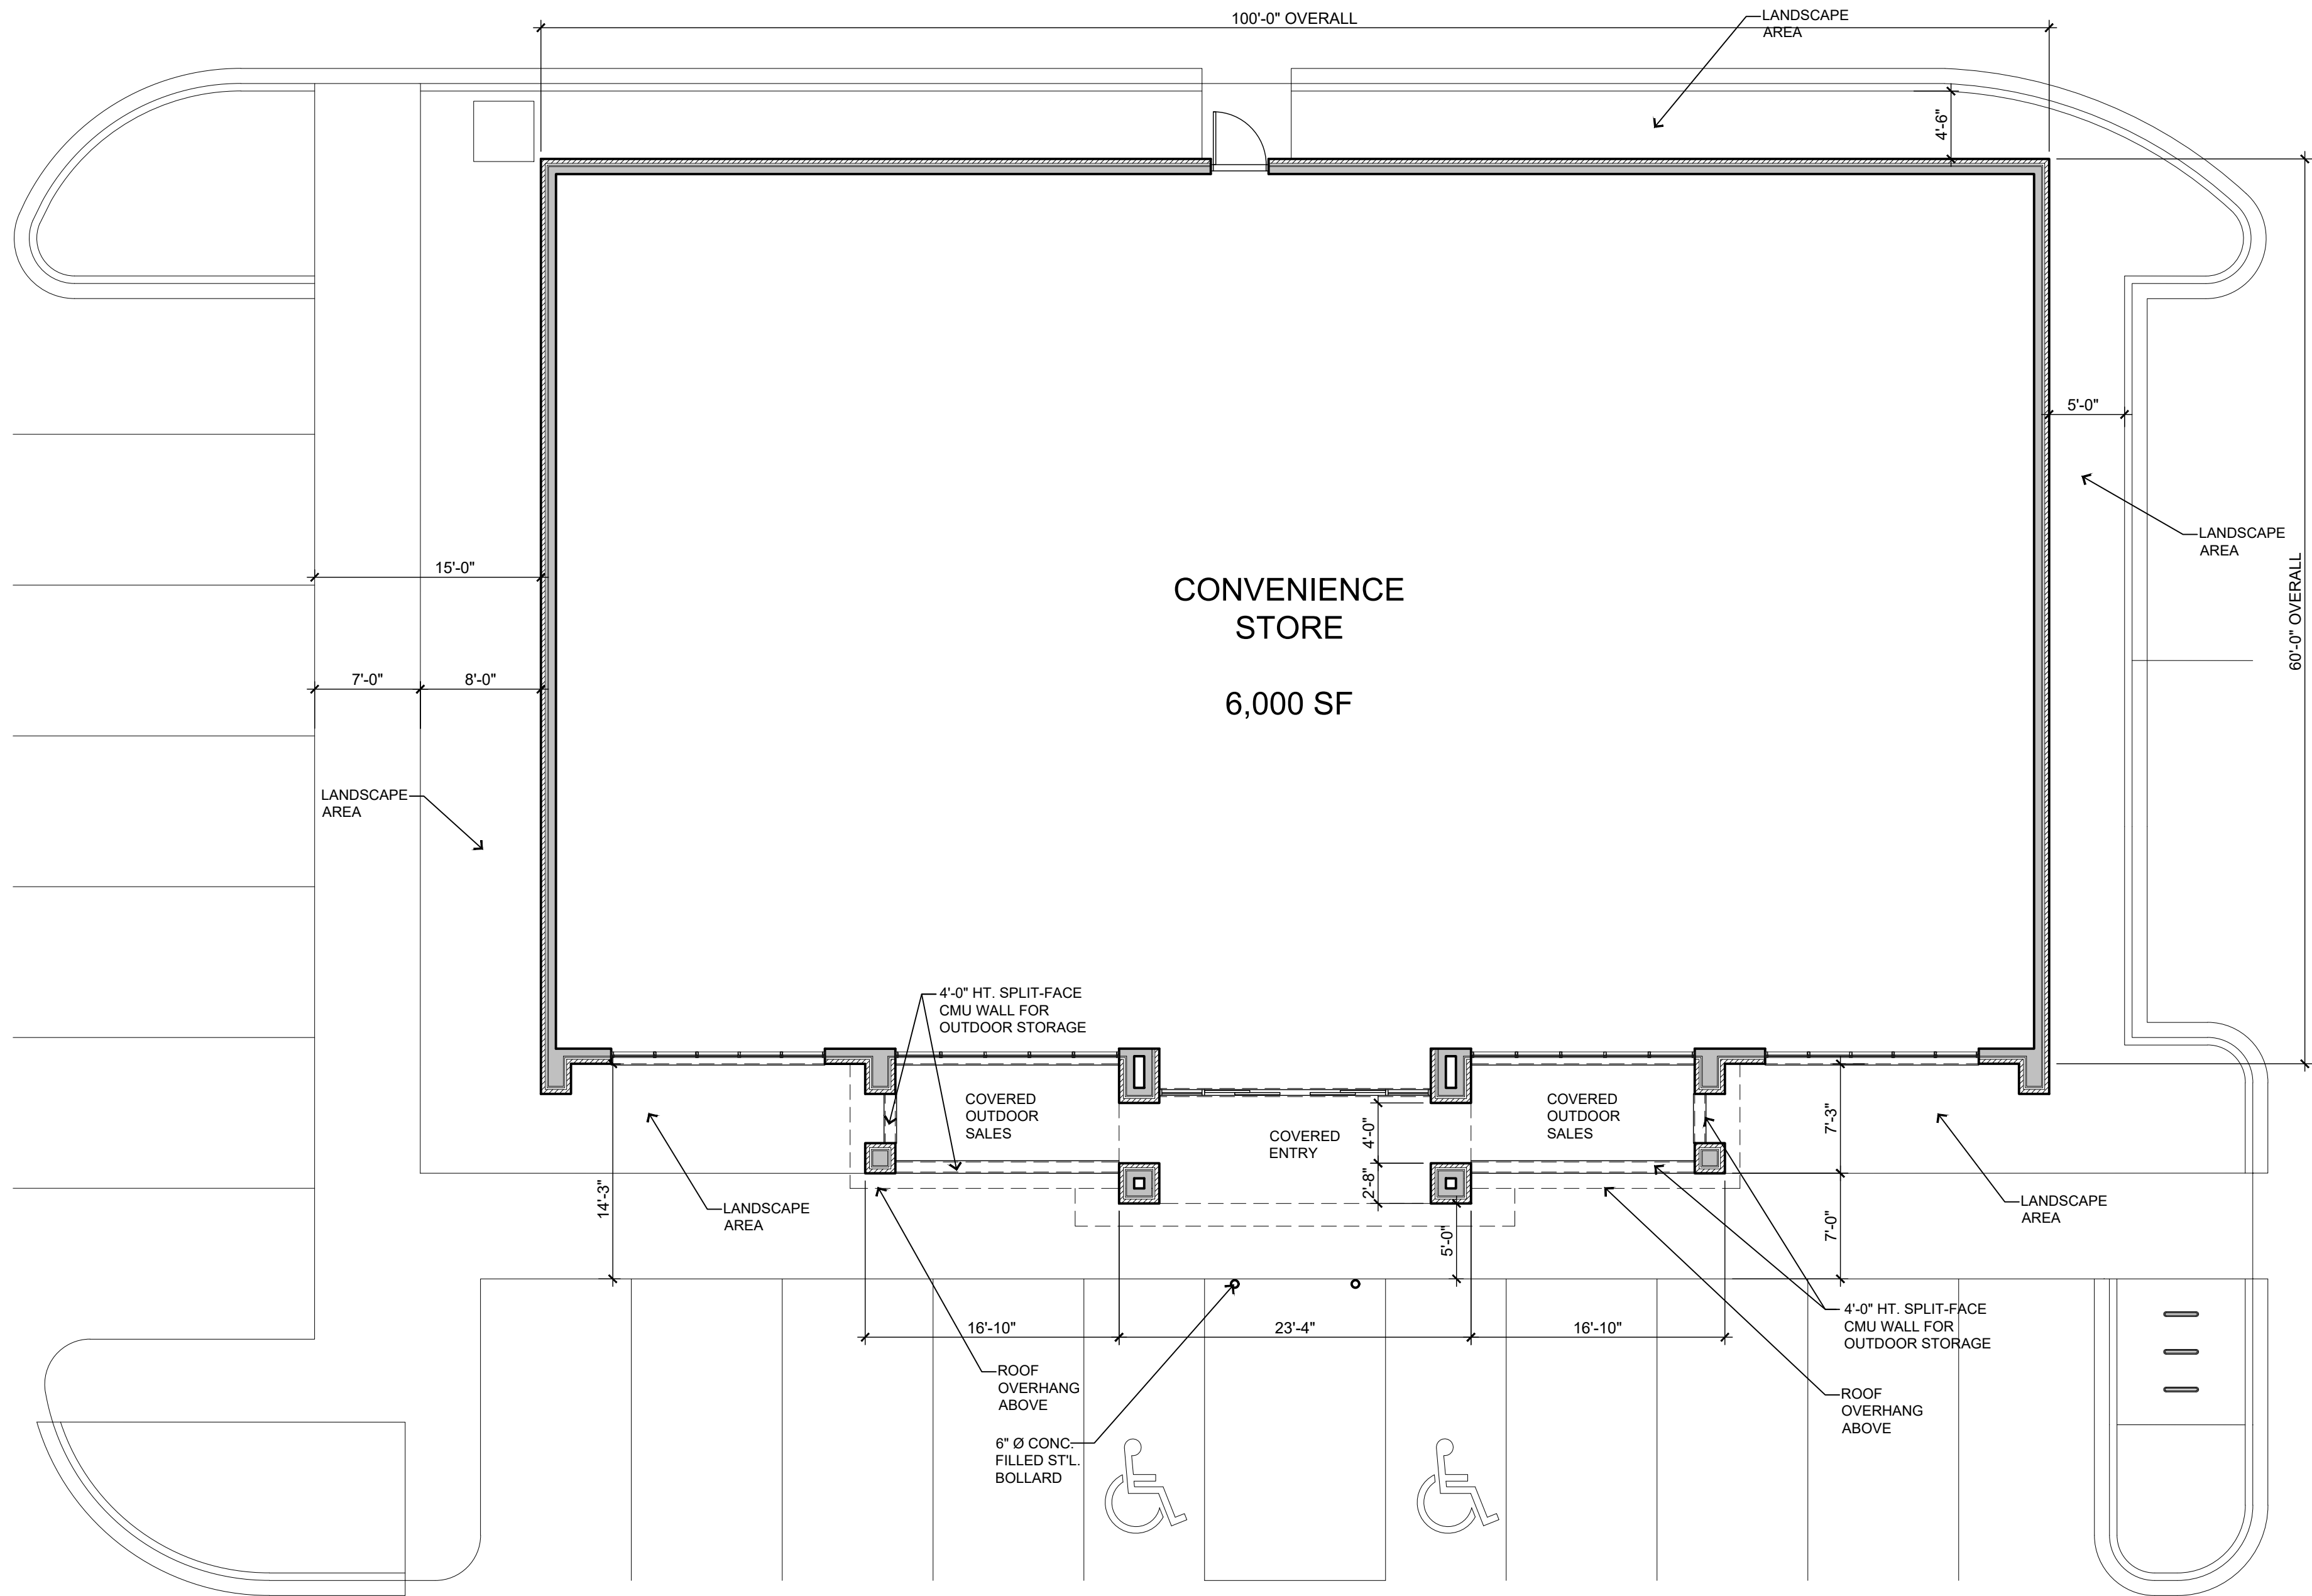 100'-0" OVERALL
LANDSCAPE
AREA
4'-6"
5'-0"
LANDSCAPE
AREA
60'-0" OVERALL
15'-0"
CONVENIENCE
STORE
6,000 SF
7'-0"
8'-0"
LANDSCAPE
AREA
4'-0" HT. SPLIT-FACE
CMU WALL FOR
OUTDOOR STORAGE
COVERED
OUTDOOR
SALES
COVERED
ENTRY
4'-0"
2'-8"
5'-0"
COVERED
OUTDOOR
SALES
7'-3"
7'-0"
14'-3"
LANDSCAPE
AREA
LANDSCAPE
AREA
16'-10"
23'-4"
16'-10"
4'-0" HT. SPLIT-FACE
CMU WALL FOR
OUTDOOR STORAGE
ROOF
OVERHANG
ABOVE
ROOF
OVERHANG
ABOVE
6" Ø CONC.
FILLED ST'L.
BOLLARD